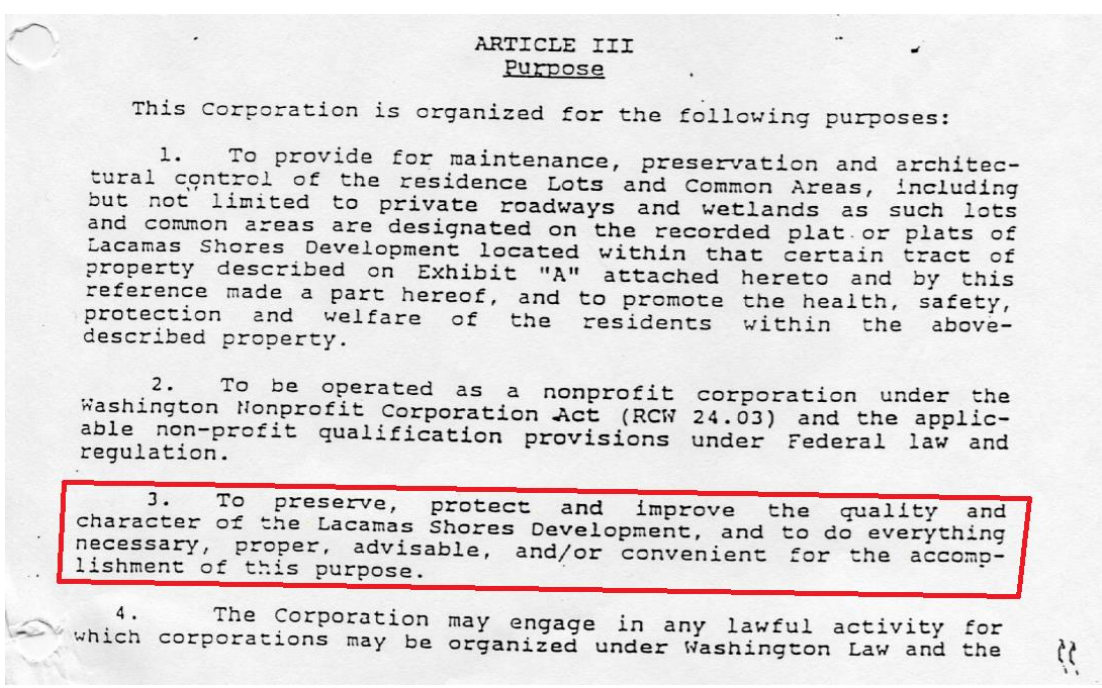 ARTICLE III
Purpose
This Corporation is organized for the following purposes:
1. To provide for maintenance, preservation and architec-
tural control of the residence Lots and Common Areas, including
but not limited to private roadways and wetlands as such lots
and common areas are designated on the recorded plat or plats of
Lacamas Shores Development located within that certain tract of
property described on Exhibit "A" attached hereto and by this
reference made a part hereof, and to promote the health, safety,
protection and welfare of the residents within the above-
described property.
2. To be operated as a nonprofit corporation under the
Washington Nonprofit Corporation Act (RCW 24.03) and the applic-
able non-profit qualification provisions under Federal law and
regulation.
3. To preserve, protect and improve the quality and
character of the Lacamas Shores Development, and to do everything
necessary, proper, advisable, and/or convenient for the accomp-
lishment of this purpose.
4. The Corporation may engage in any lawful activity for
which corporations may be organized under Washington Law and the